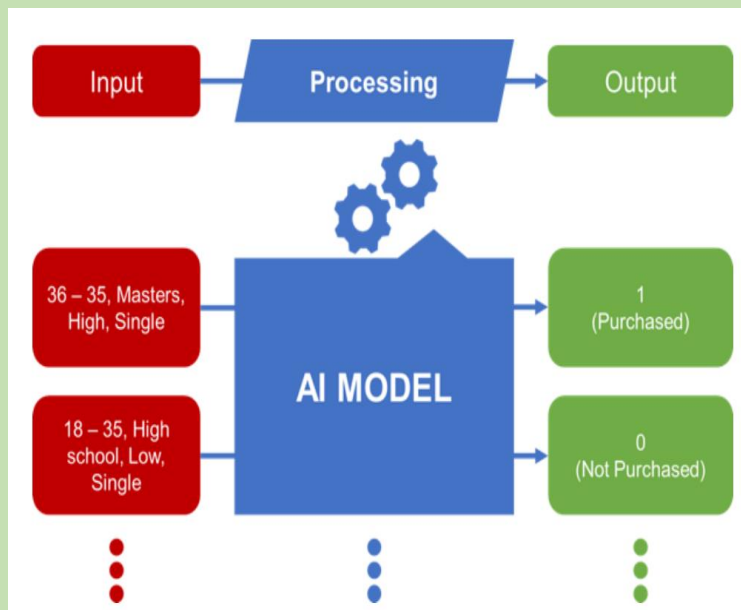 Input
Processing
Output
36 – 35, Masters,
High, Single
AI MODEL
1
(Purchased)
18 – 35, High
school, Low,
Single
0
(Not Purchased)